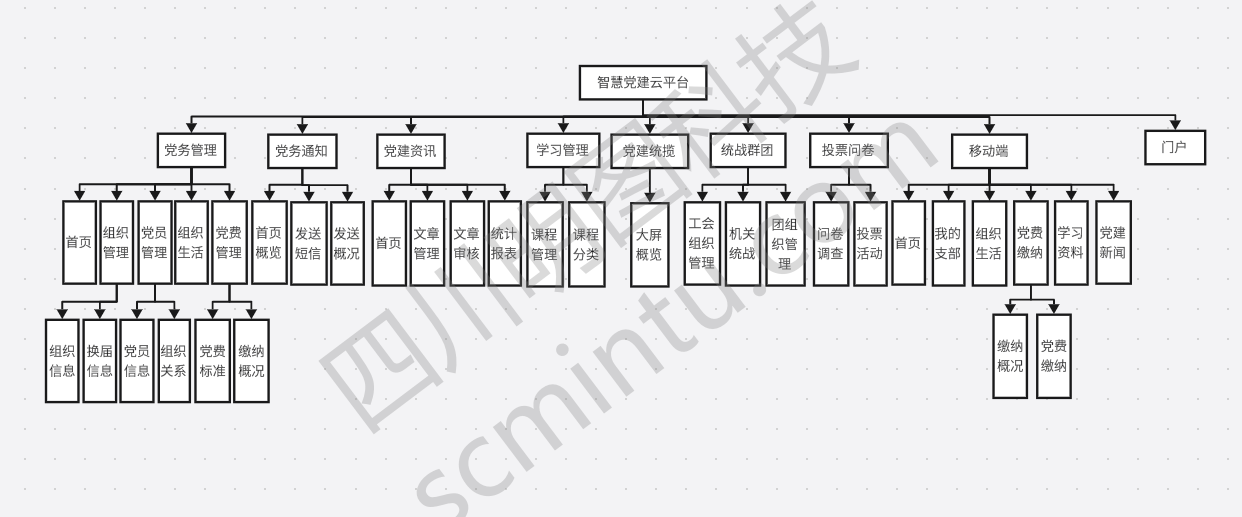 智慧党建云平台
党务管理
党务通知
党建资讯
学习管理
党建统揽
统战群团
投票问卷
移动端
门户
首页
组织
管理
党员
管理
组织
生活
党费
管理
首页
概览
发送
短信
发送
概况
首页
文章
管理
文章
审核
统计
报表
课程
管理
课程
分类
大屏
概览
工会
组织
管理
机关
统战
团组
织管
理
问卷
调查
投票
活动
首页
我的
支部
组织
生活
党费
缴纳
学习
资料
党建
新闻
组织
信息
换届
信息
党员
信息
组织
关系
党费
标准
缴纳
概况
缴纳
概况
党费
缴纳
四川明图科技
scmintu.com